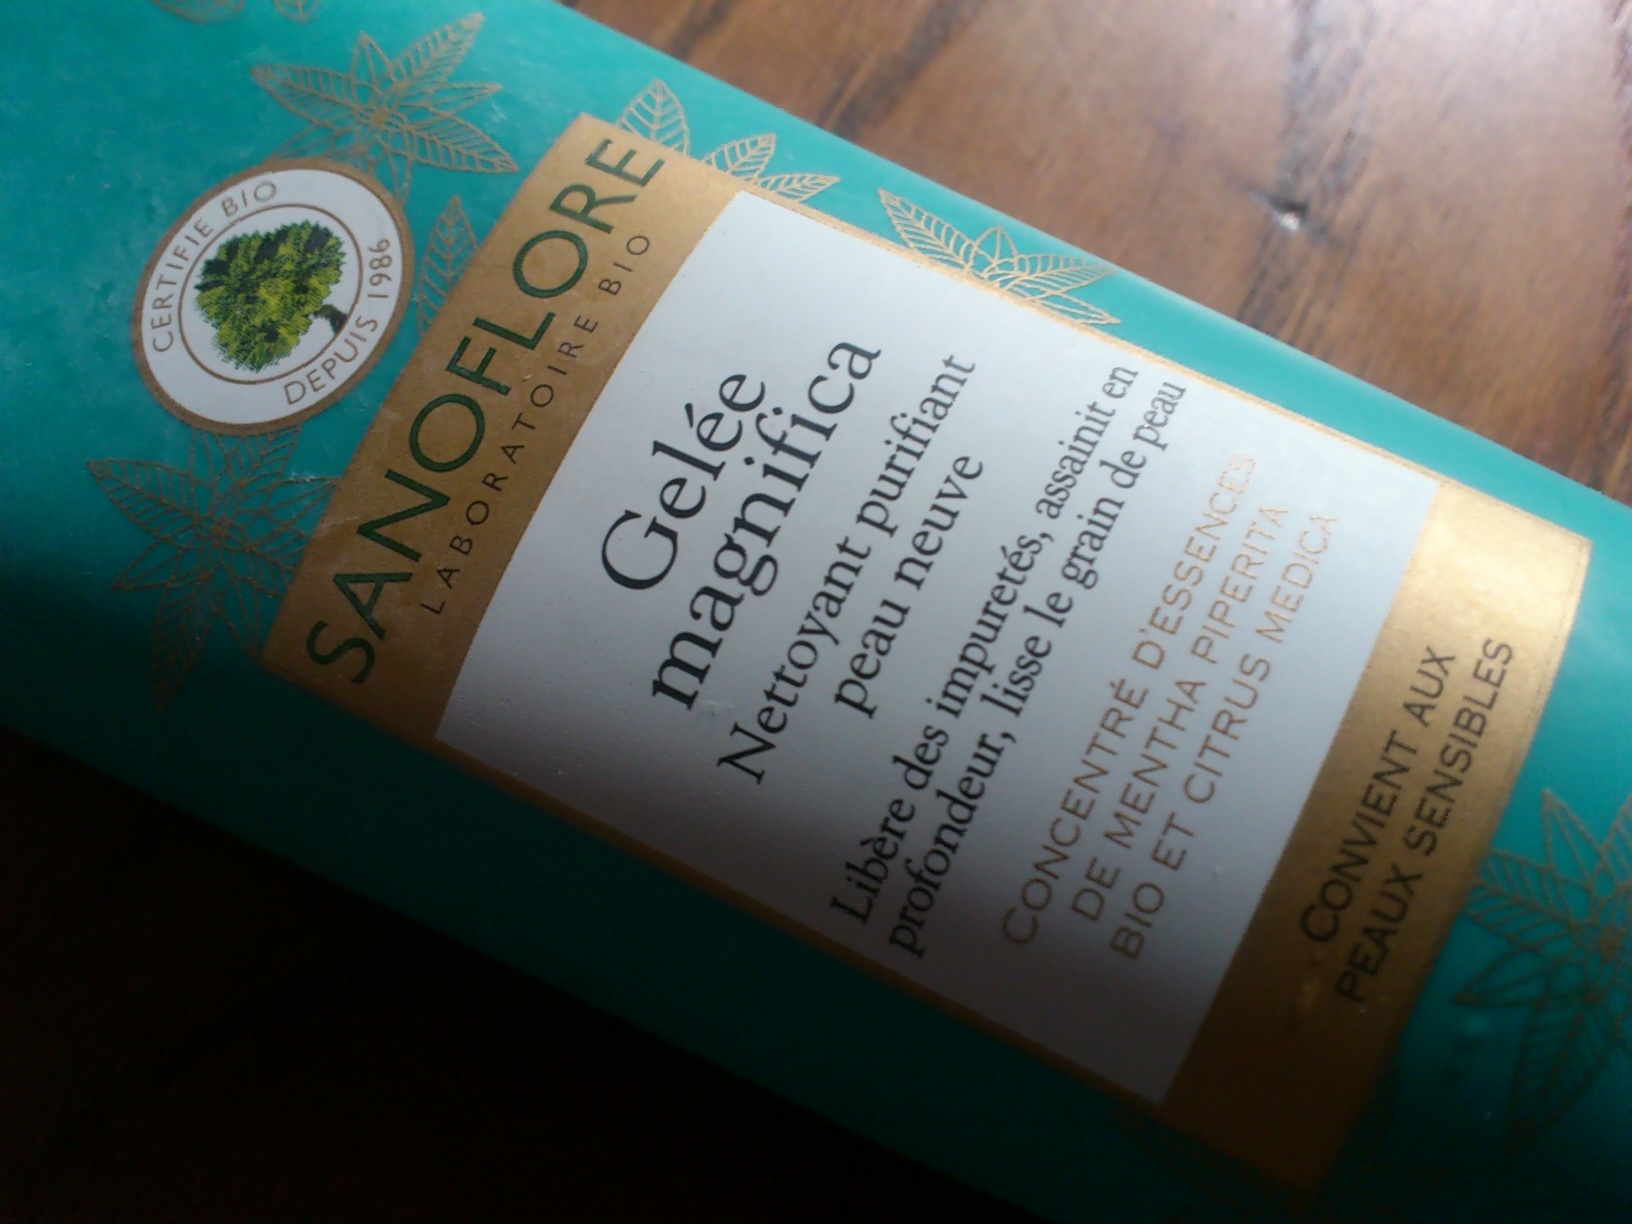 CERTIFIE BIO
DEPUIS 1986
SANOFLORE
LABORATOIRE BIO
Gelée
magnifica
Nettoyant purifiant
peau neuve
Libère des impuretés, assainit en
profondeur, lisse le grain de peau
CONCENTRÉ D'ESSENCES
DE MENTHA PIPERITA
BIO ET CITRUS MEDICA
CONVIENT AUX
PEAUX SENSIBLES